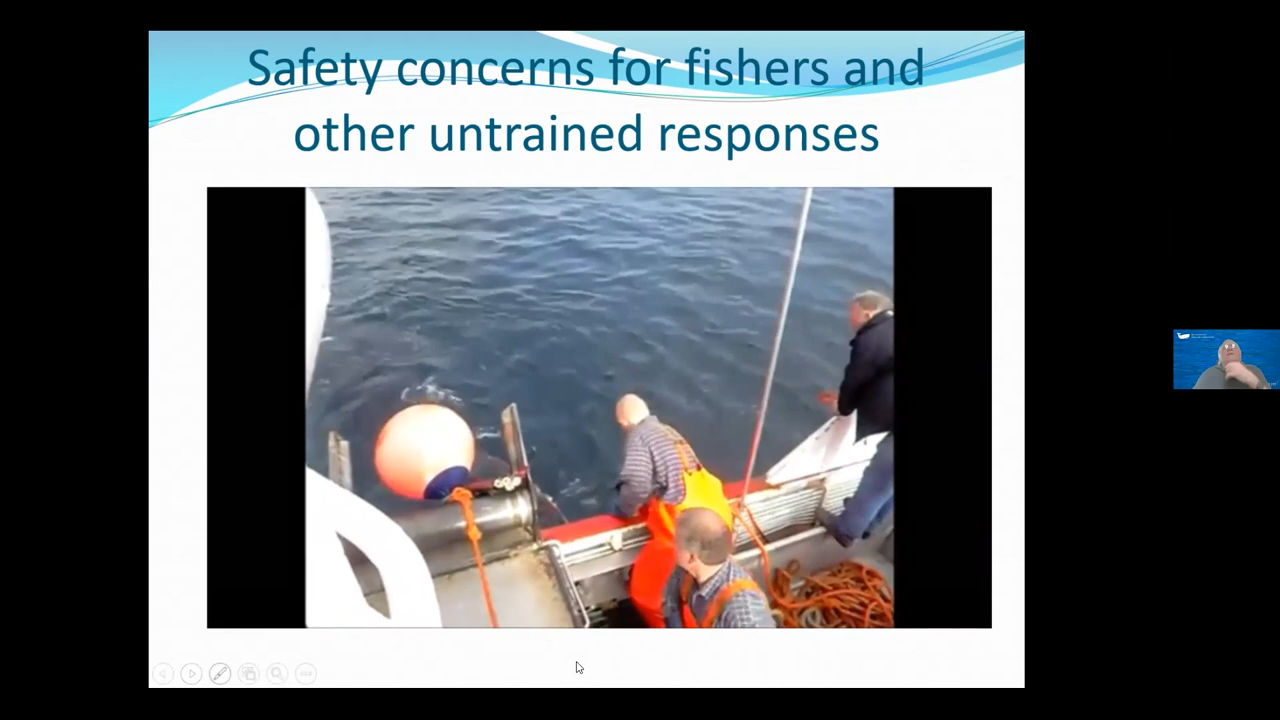 Safety concerns for fishers and
other untrained responses